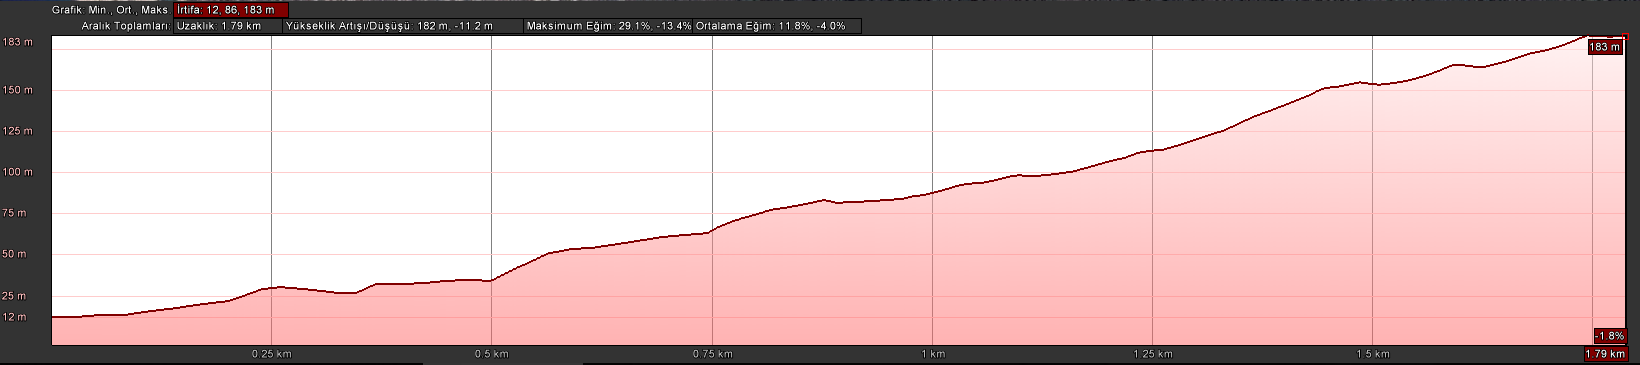 Grafik. Min., Ort., Maks. İrtifa: 12, 86, 183 m
Aralık Toplamları: Uzaklık: 1.79 km Yükseklik Artışı/Düşüşü: 182 m, -11.2 m Maksimum Eğim: 29.1%, -13.4% Ortalama Eğim: 11.8%, -4.0%
183 m
183 m
150 m
125 m
100 m
75 m
50 m
25 m
12 m
-1.8%
0.25 km 0.5 km 0.75 km 1 km 1.25 km 1.5 km 1.79 km